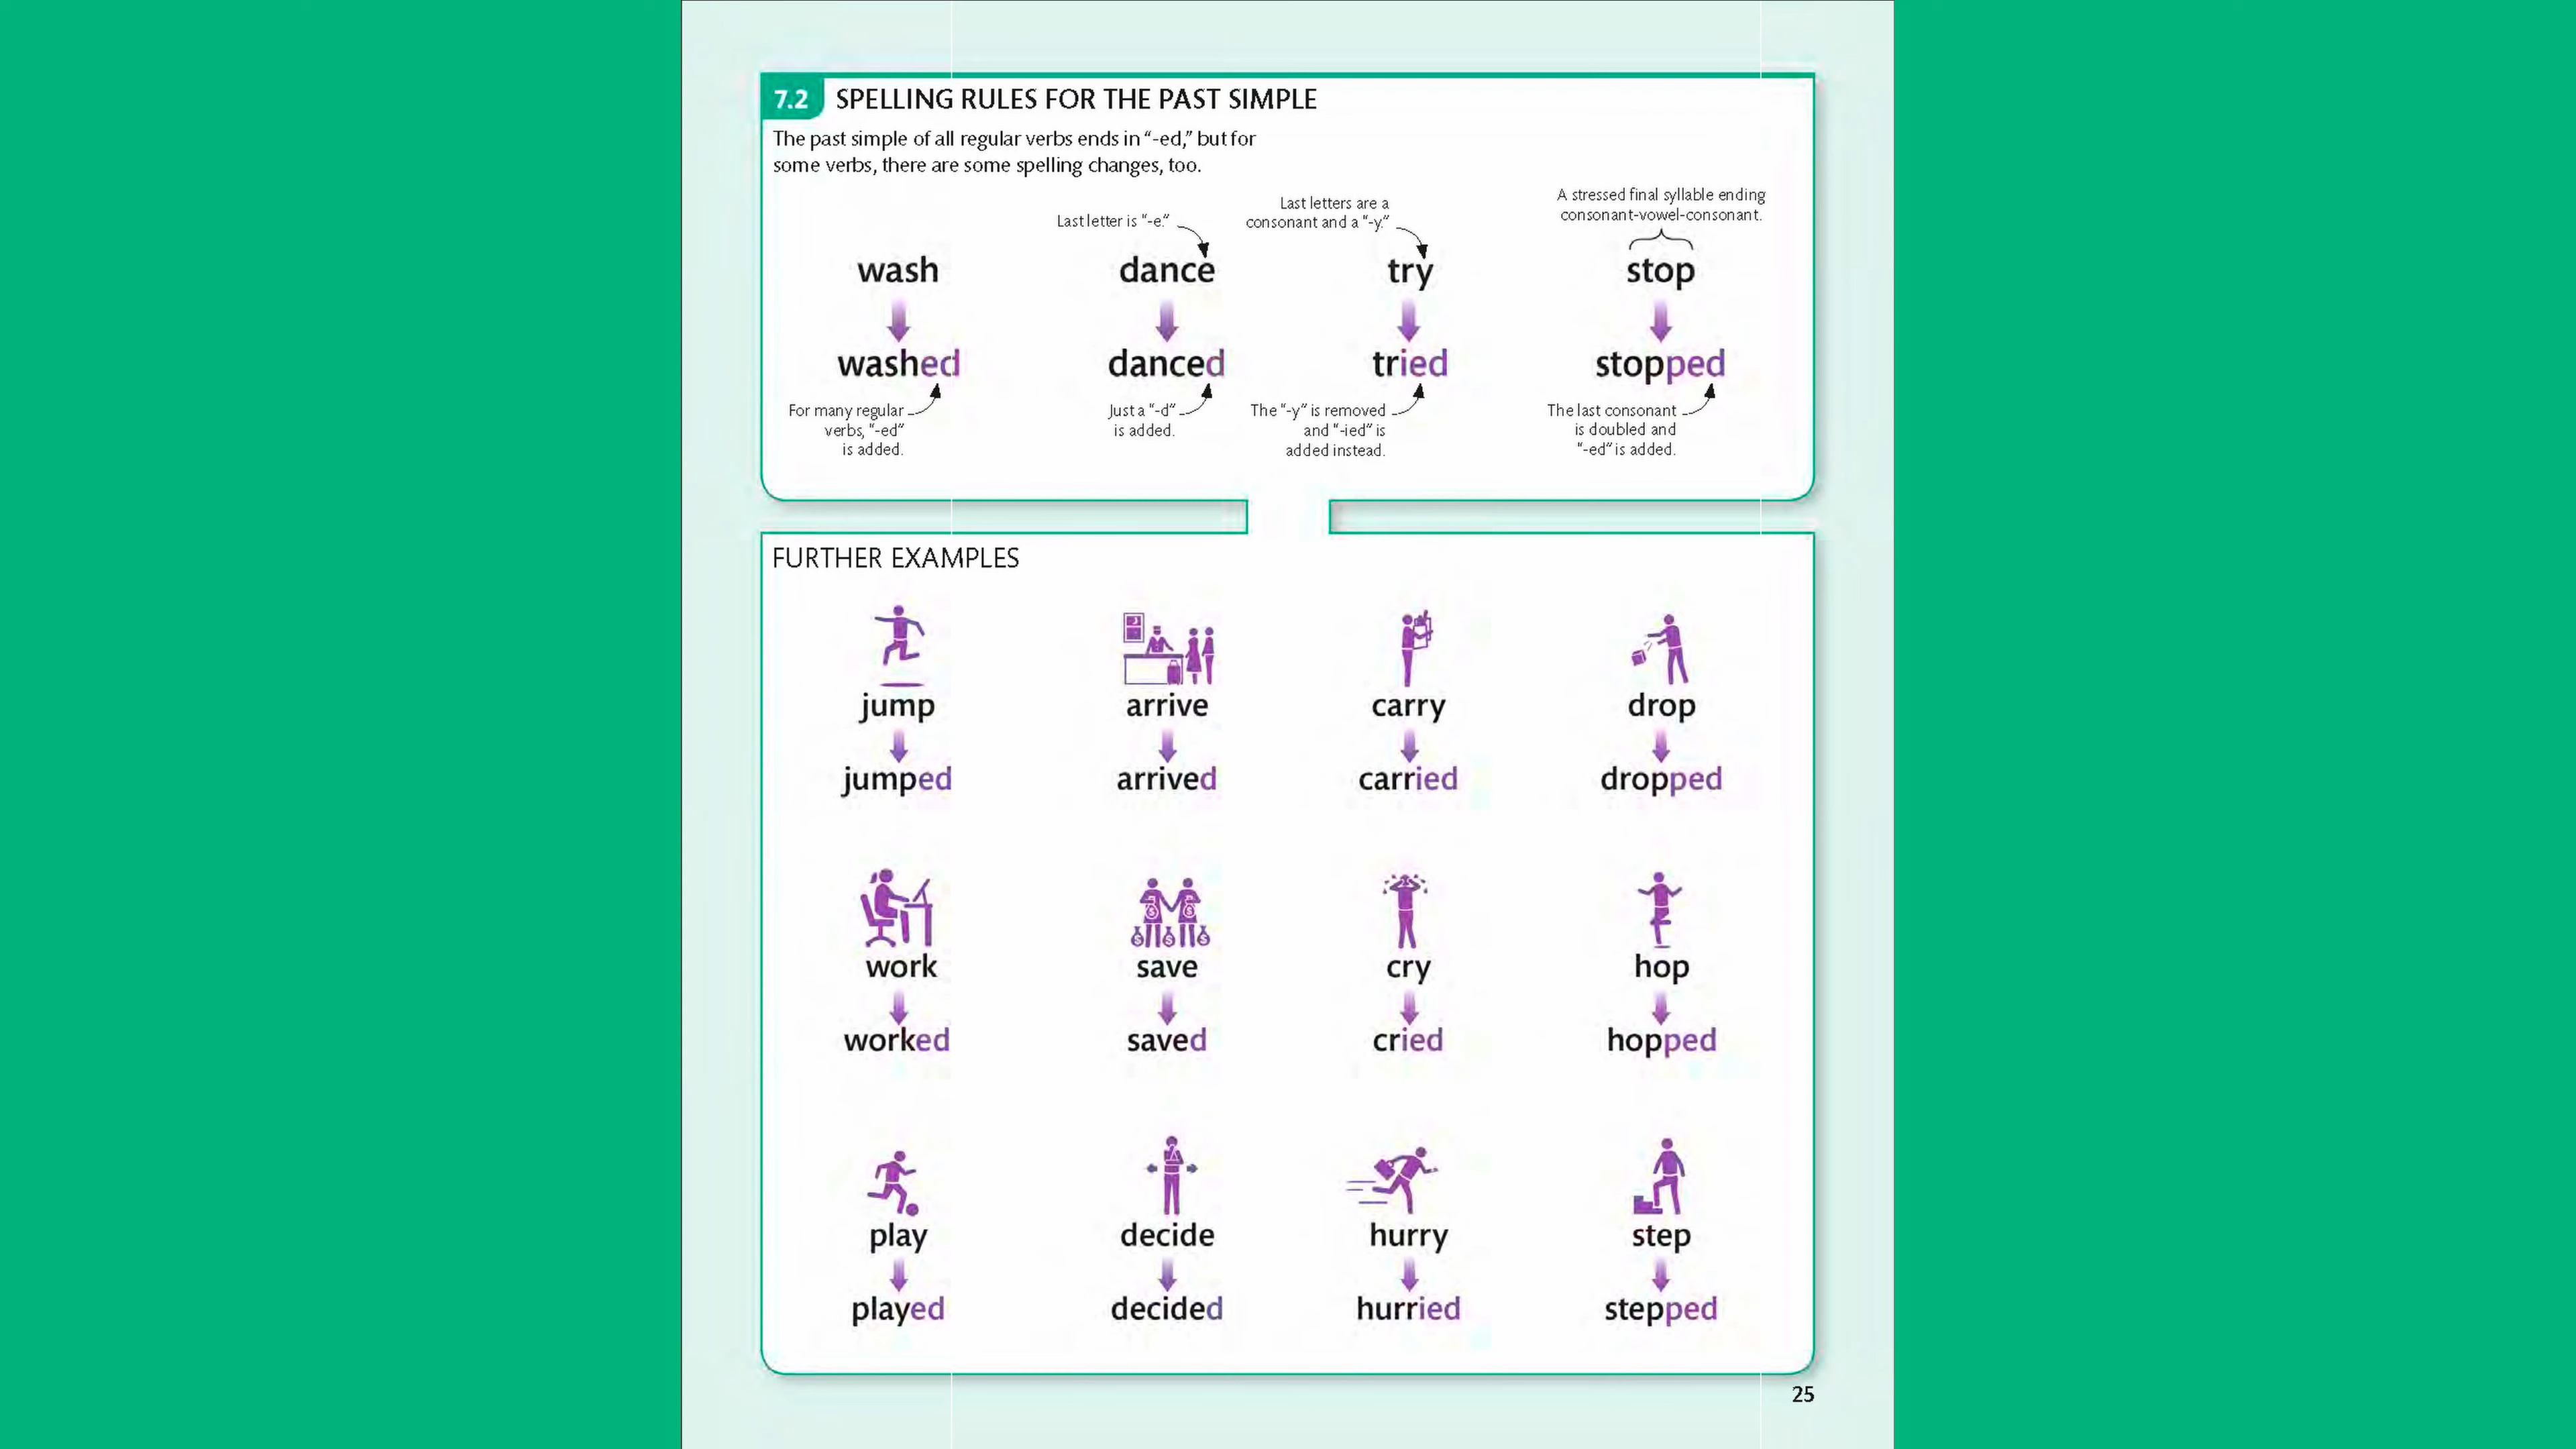 7.2 SPELLING RULES FOR THE PAST SIMPLE
The past simple of all regular verbs ends in “-ed,” but for
some verbs, there are some spelling changes, too.
Last letter is “-e.”
Last letters are a
consonant and a “-y.”
A stressed final syllable ending
consonant-vowel-consonant.
wash dance try stop
washed danced tried stopped
For many regular
verbs, “-ed”
is added.
Just a “-d”
is added.
The “-y” is removed
and “-ied” is
added instead.
The last consonant
is doubled and
“-ed” is added.
FURTHER EXAMPLES
jump arrive carry drop
jumped arrived carried dropped
work save cry hop
worked saved cried hopped
play decide hurry step
played decided hurried stepped
25